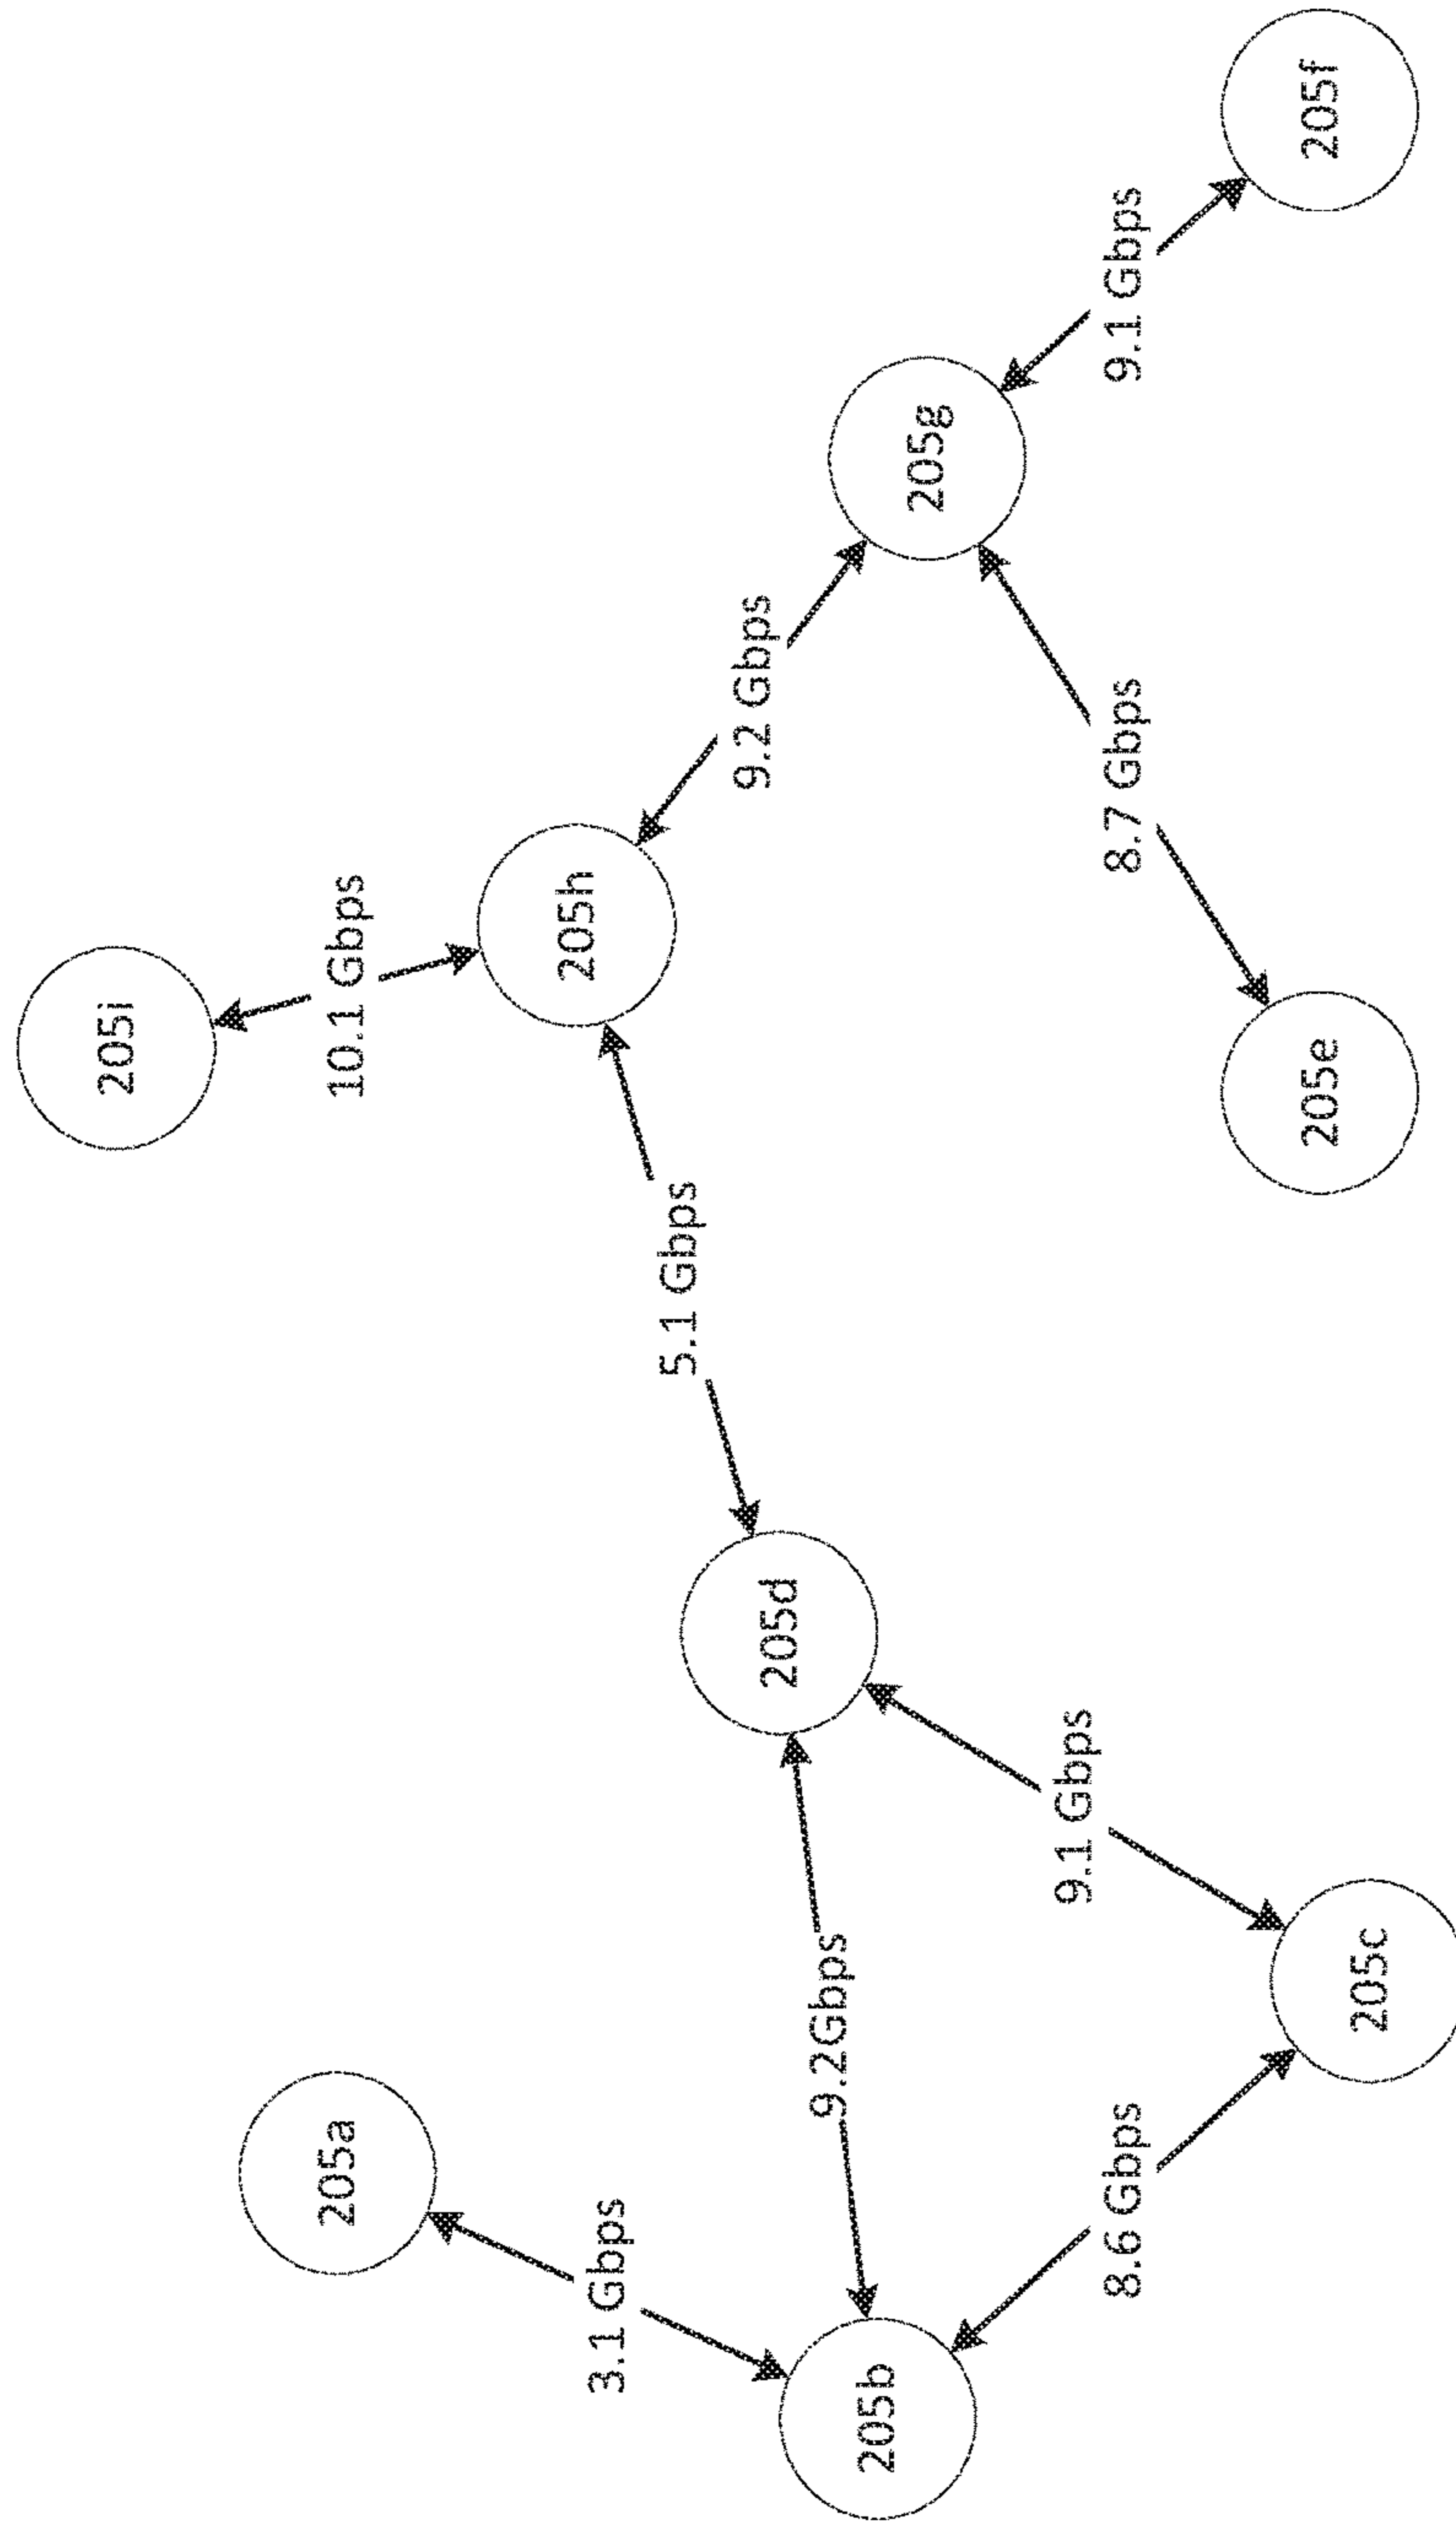 205i
10.1 Gbps
205a
205h
3.1 Gbps
5.1 Gbps
9.2 Gbps
205d
205b
9.2Gbps
205g
9.1 Gbps
8.6 Gbps
8.7 Gbps
9.1 Gbps
205c
205e
205f